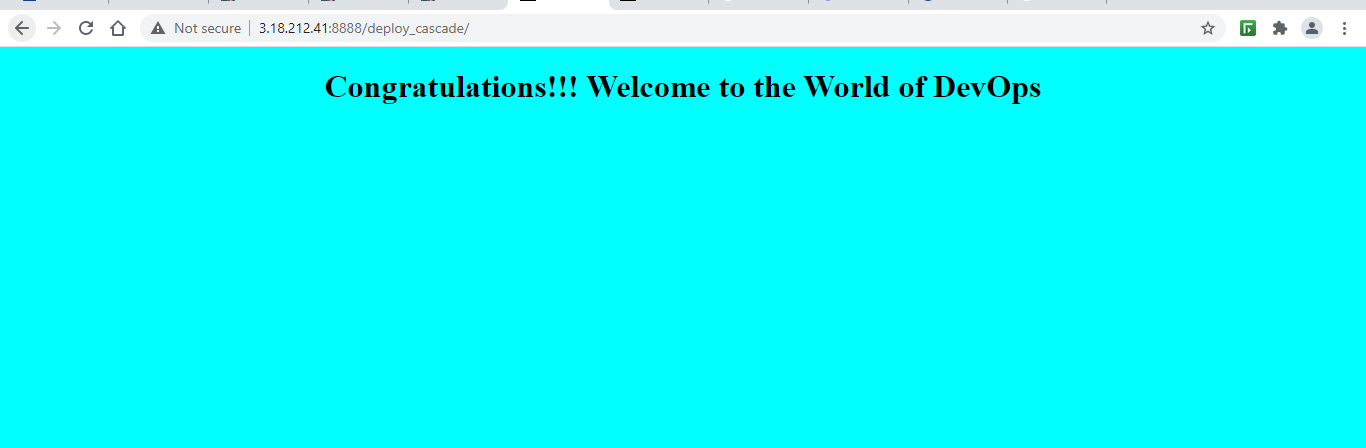 Not secure | 3.18.212.41:8888/deploy_cascade/
Congratulations!!! Welcome to the World of DevOps